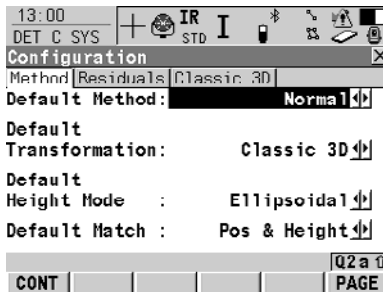 13:00
DET C SYS
IR
STD
I
Configuration
Method Residuals Classic 3D
Default Method: Normal
Default
Transformation: Classic 3D
Default
Height Mode : Ellipsoidal
Default Match : Pos & Height
Q2a
CONT PAGE